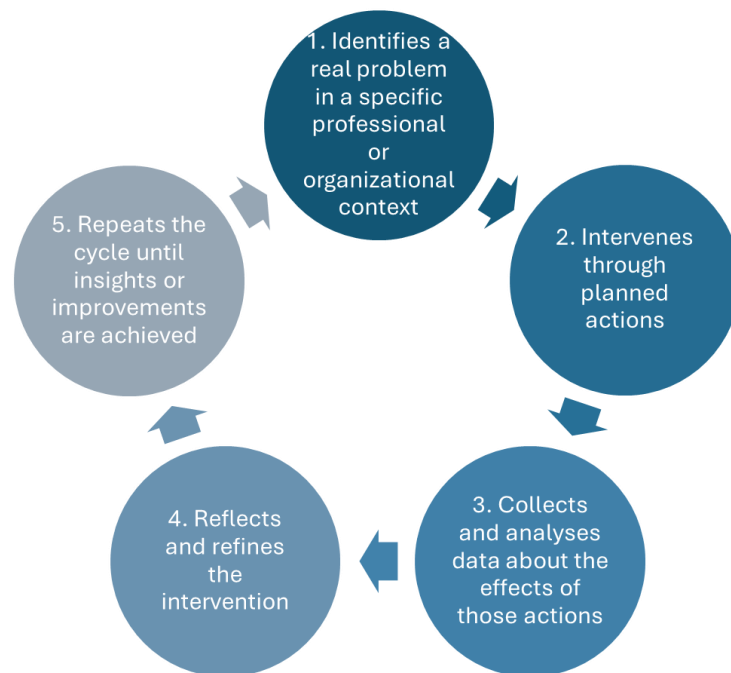 1. Identifies a
real problem
in a specific
professional
or
organizational
context
2. Intervenes
through
planned
actions
3. Collects
and analyses
data about the
effects of
those actions
4. Reflects
and refines
the
intervention
5. Repeats the
cycle until
insights or
improvements
are achieved